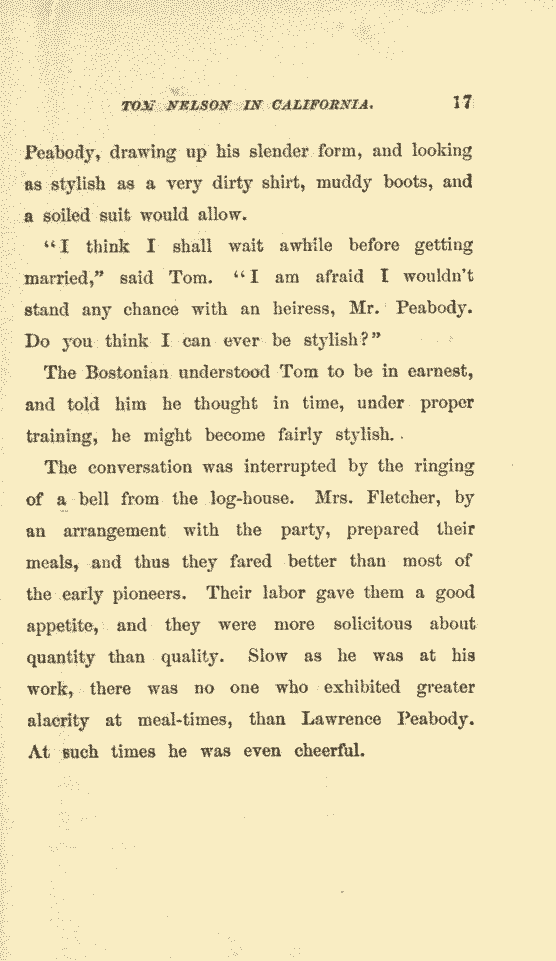 TOM NELSON IN CALIFORNIA. 17
Peabody, drawing up his slender form, and looking
as stylish as a very dirty shirt, muddy boots, and
a soiled suit would allow.
“I think I shall wait awhile before getting
married,” said Tom. “I am afraid I wouldn’t
stand any chance with an heiress, Mr. Peabody.
Do you think I can ever be stylish?”
The Bostonian understood Tom to be in earnest,
and told him he thought in time, under proper
training, he might become fairly stylish.
The conversation was interrupted by the ringing
of a bell from the log-house. Mrs. Fletcher, by
an arrangement with the party, prepared their
meals, and thus they fared better than most of
the early pioneers. Their labor gave them a good
appetite, and they were more solicitous about
quantity than quality. Slow as he was at his
work, there was no one who exhibited greater
alacrity at meal-times, than Lawrence Peabody.
At such times he was even cheerful.